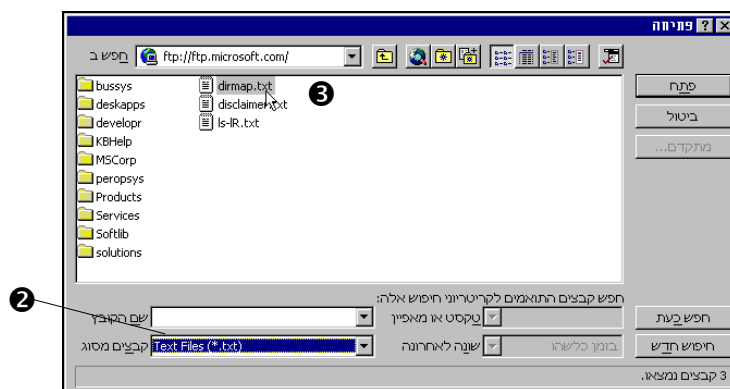 פתיחה
חפש ב
ftp://ftp.microsoft.com/
bussys
deskapps
developr
KBHelp
MSCorp
peropsys
Products
Services
Softlib
solutions
dirmap.txt
disclaimer.txt
ls-lR.txt
❸
פתח
ביטול
מתקדם...
❷
חפש קבצים התואמים לקריטריוני חיפוש אלה:
שם הקובץ
טקסט או מאפיין
חפש כעת
קבצים מסוג Text Files (*.txt)
שונה לאחרונה בזמן כלשהו
חיפוש חדש
3 קבצים נמצאו.